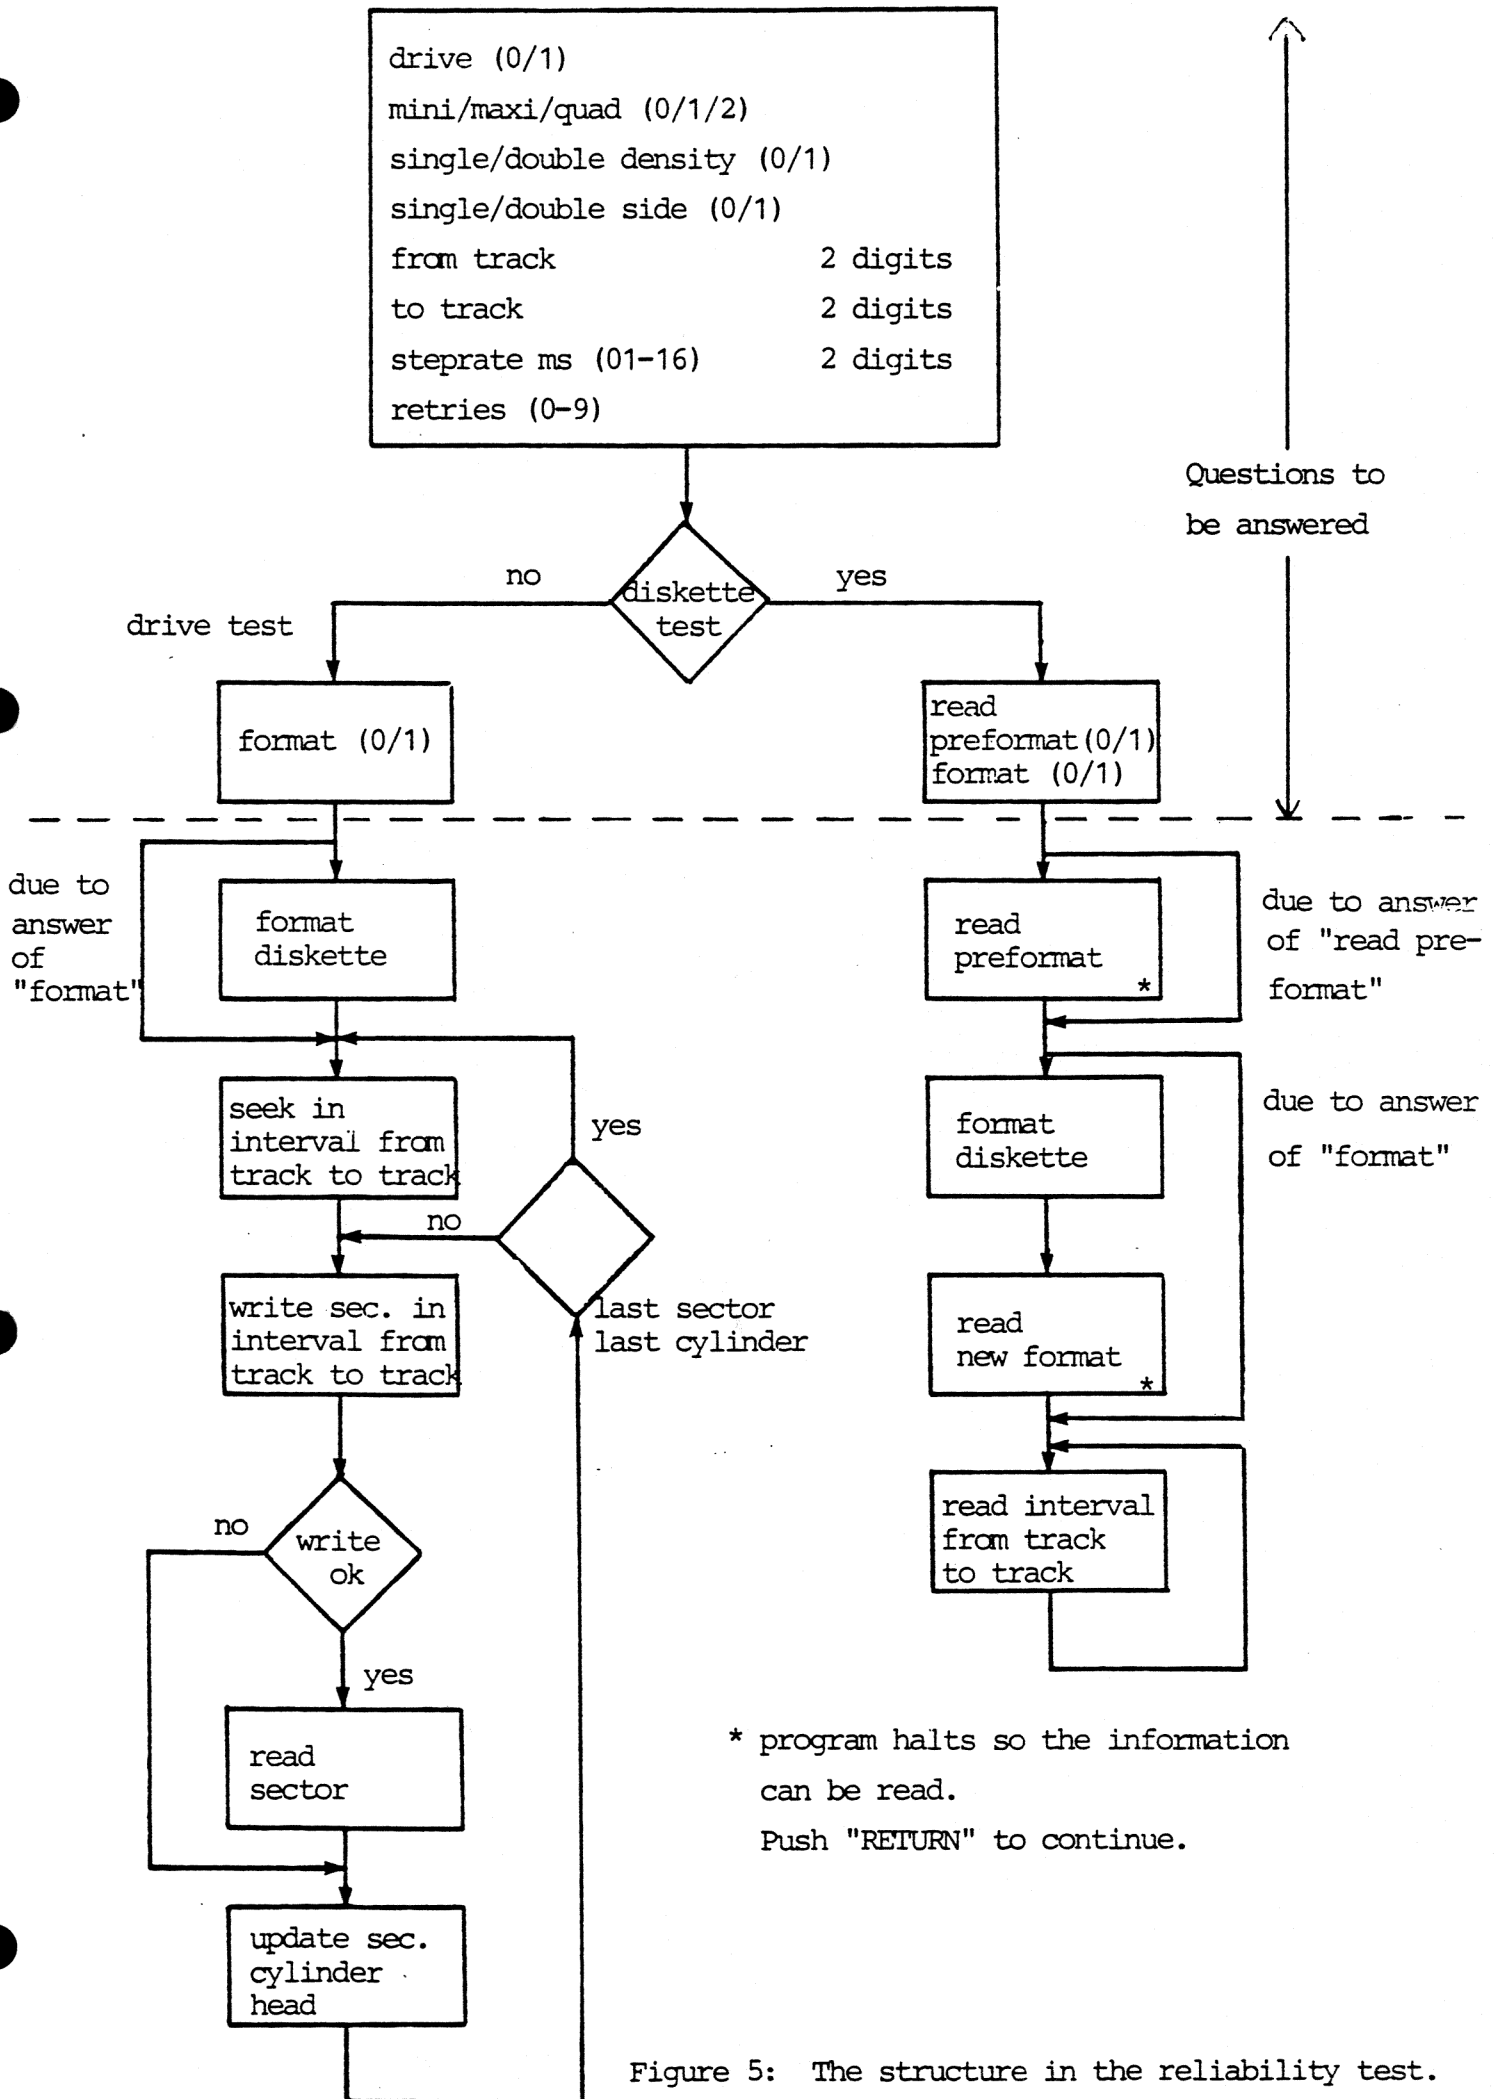 drive (0/1)
mini/maxi/quad (0/1/2)
single/double density (0/1)
single/double side (0/1)
from track 2 digits
to track 2 digits
steprate ms (01-16) 2 digits
retries (0-9)
Questions to
be answered
no
yes
diskette
test
drive test
format (0/1)
read
preformat(0/1)
format (0/1)
due to
answer
of
"format"
format
diskette
read
preformat
*
due to answer
of "read pre-
format"
seek in
interval from
track to track
yes
no
format
diskette
due to answer
of "format"
write sec. in
interval from
track to track
last sector
last cylinder
read
new format
*
no
write
ok
yes
read interval
from track
to track
read
sector
* program halts so the information
can be read.
Push "RETURN" to continue.
update sec.
cylinder
head
Figure 5: The structure in the reliability test.